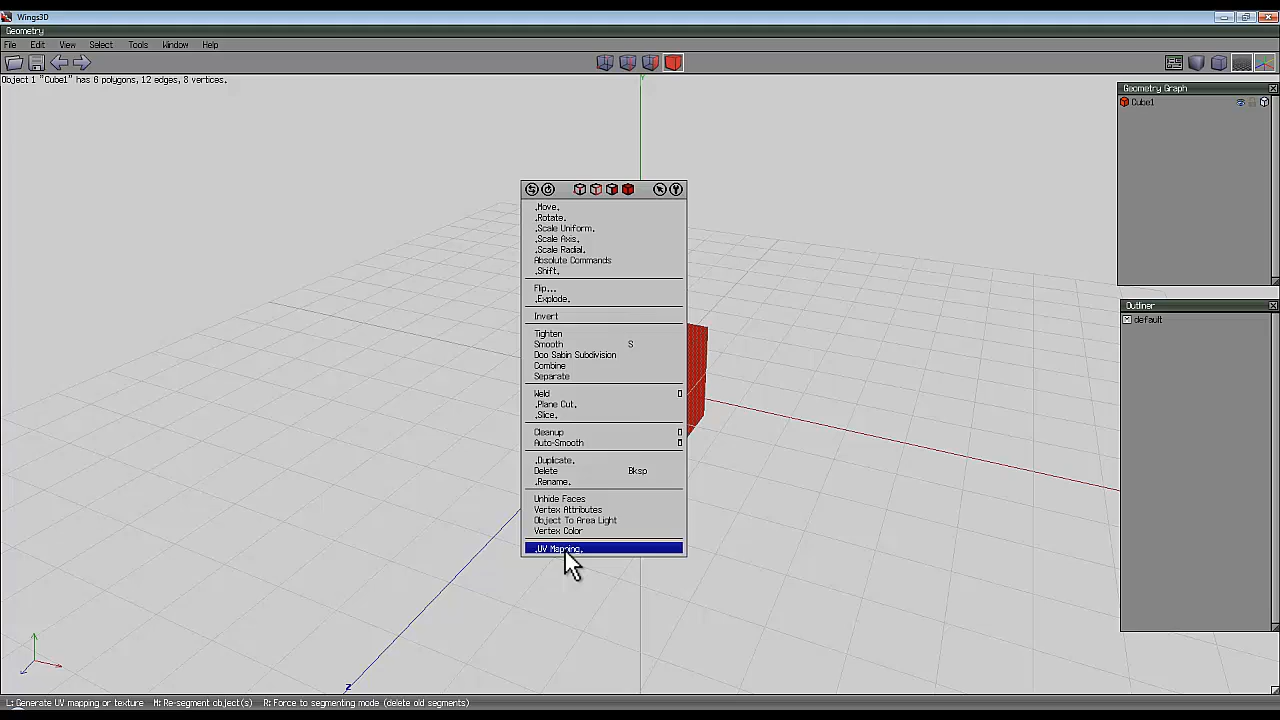 Wings3D
Geometry
File Edit View Select Tools Window Help
Object 1 "Cube1" has 6 polygons, 12 edges, 8 vertices.
Y
Geometry Graph
Cube1
.Move.
.Rotate.
.Scale Uniform.
.Scale Axis.
.Scale Radial.
Absolute Commands
.Shift.
Flip...
.Explode.
Invert
Tighten
Smooth S
Doo Sabin Subdivision
Combine
Separate
Weld
.Plane Cut.
.Slice.
Cleanup
Auto-Smooth
.Duplicate.
Delete Bksp
.Rename.
Unhide Faces
Vertex Attributes
Object To Area Light
Vertex Color
.UV Mapping.
Outliner
default
Z
L:Generate UV mapping or texture M:Re-segment object(s) R:Force to segmenting mode (delete old segments)